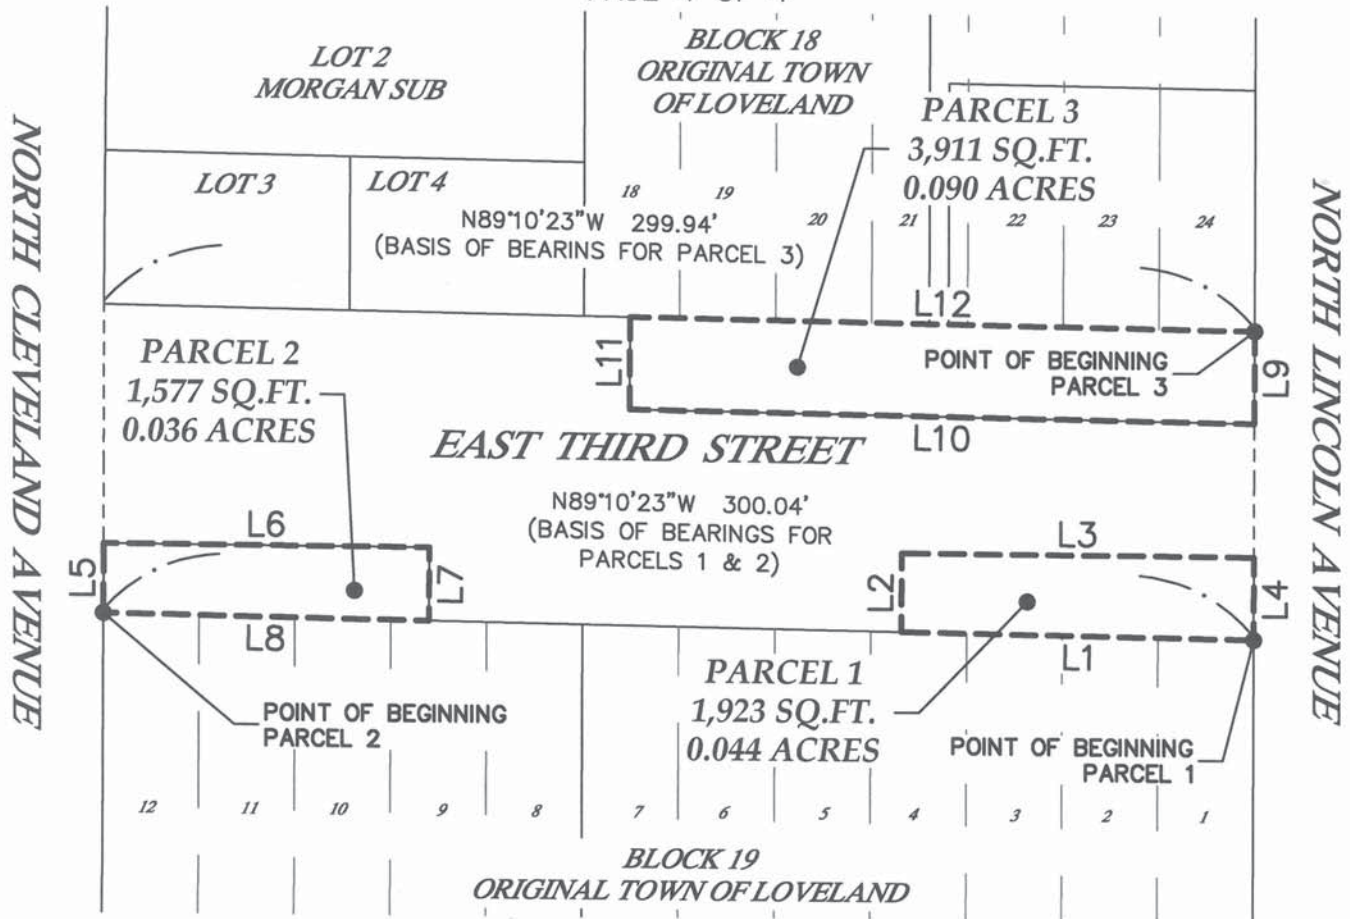 LOT 2
MORGAN SUB
BLOCK 18
ORIGINAL TOWN
OF LOVELAND
PARCEL 3
3,911 SQ.FT.
0.090 ACRES
LOT 3
LOT 4
18
19
20
21
22
23
24
N89°10'23"W 299.94'
(BASIS OF BEARINS FOR PARCEL 3)
NORTH CLEVELAND AVENUE
NORTH LINCOLN AVENUE
L12
L11
POINT OF BEGINNING
PARCEL 3
L9
L10
PARCEL 2
1,577 SQ.FT.
0.036 ACRES
EAST THIRD STREET
N89°10'23"W 300.04'
(BASIS OF BEARINGS FOR
PARCELS 1 & 2)
L6
L5
L7
L8
L3
L2
L4
L1
POINT OF BEGINNING
PARCEL 2
PARCEL 1
1,923 SQ.FT.
0.044 ACRES
POINT OF BEGINNING
PARCEL 1
12
11
10
9
8
7
6
5
4
3
2
1
BLOCK 19
ORIGINAL TOWN OF LOVELAND